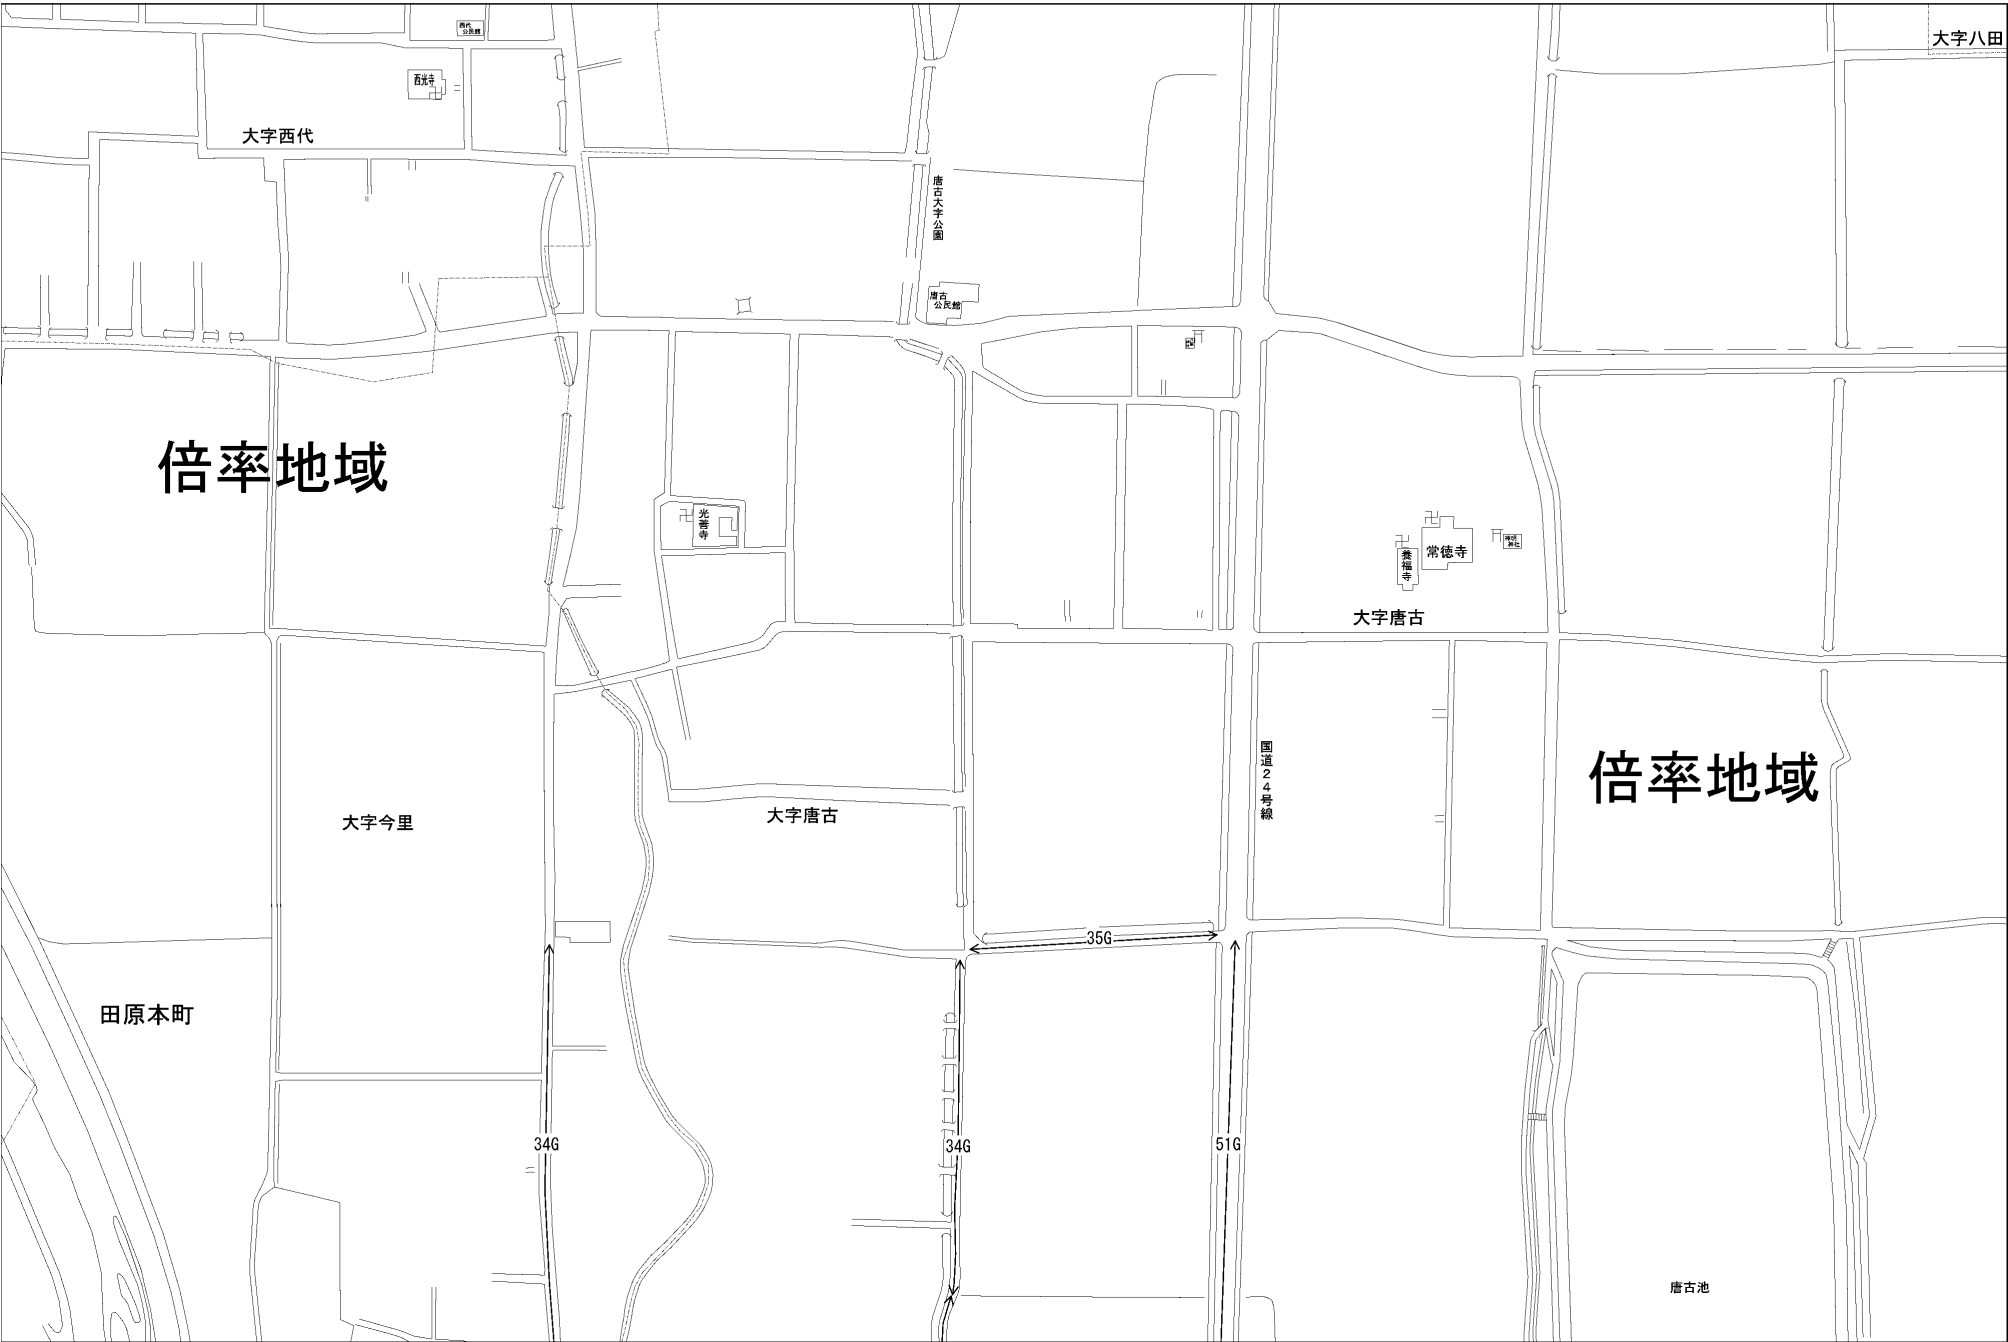 西代
公民館
大字八田
西光寺
大字西代
唐古大字公園
唐古
公民館
倍率地域
光善寺
常徳寺
養福寺
神明
神社
大字唐古
国道24号線
倍率地域
大字唐古
大字今里
35G
田原本町
34G
34G
51G
唐古池